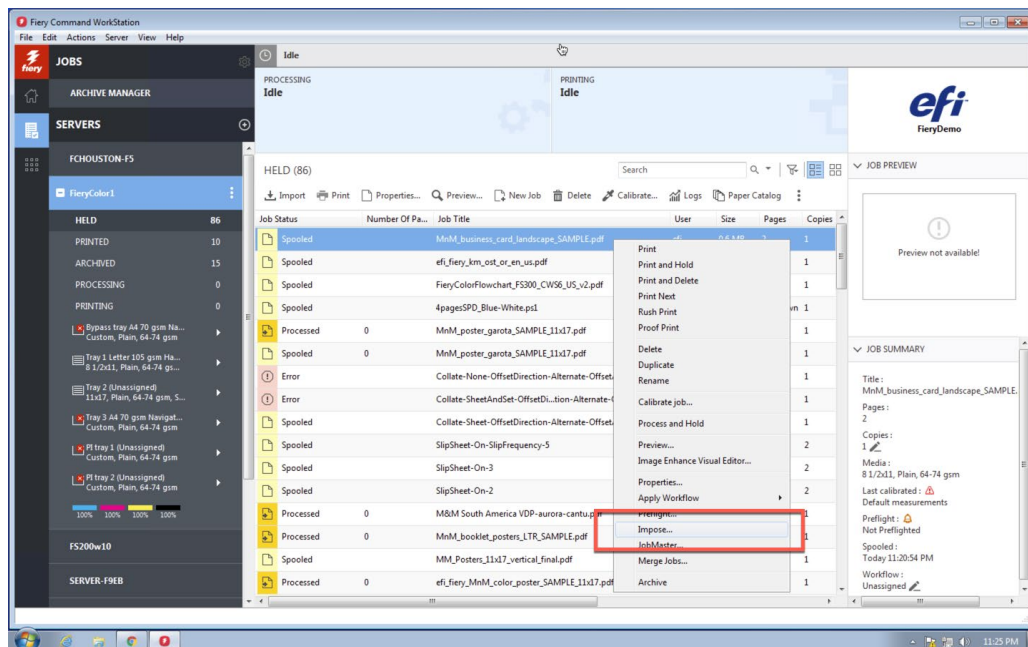 Fiery Command WorkStation
File Edit Actions Server View Help
fiery
JOBS
Idle
ARCHIVE MANAGER
PROCESSING
Idle
PRINTING
Idle
efi
FieryDemo
SERVERS
FCHOUSTON-F5
FieryColor1
HELD 86
PRINTED 10
ARCHIVED 15
PROCESSING 0
PRINTING 0
Bypass tray A4 70 gsm Na...
Custom, Plain, 64-74 gsm
Tray 1 Letter 105 gsm Ha...
8 1/2x11, Plain, 64-74 gs...
Tray 2 (Unassigned)
11x17, Plain, 64-74 gsm, S...
Tray 3 A4 70 gsm Navigat...
Custom, Plain, 64-74 gsm
PI tray 1 (Unassigned)
Custom, Plain, 64-74 gsm
PI tray 2 (Unassigned)
Custom, Plain, 64-74 gsm
100% 100% 100% 100%
FS200w10
SERVER-F9EB
HELD (86)
Search
Import Print Properties... Preview... New Job Delete Calibrate... Logs Paper Catalog
Job Status Number Of Pa... Job Title User Size Pages Copies
Spooled MnM_business_card_landscape_SAMPLE.pdf efi 0.6 MB 2 1
Spooled efi_fiery_km_ost_or_en_us.pdf 1
Spooled FieryColorFlowchart_FS300_CWS6_US_v2.pdf 1
Spooled 4pagesSPD_Blue-White.ps1 vn 1
Processed 0 MnM_poster_garota_SAMPLE_11x17.pdf 1
Spooled 0 MnM_poster_garota_SAMPLE_11x17.pdf 1
Error Collate-None-OffsetDirection-Alternate-Offset 1
Error Collate-SheetAndSet-OffsetDi...tion-Alternate- 1
Spooled Collate-Sheet-OffsetDirection-Alternate-Offset 1
Spooled SlipSheet-On-SlipFrequency-5 2
Spooled SlipSheet-On-3 2
Spooled SlipSheet-On-2 2
Processed 0 M&M South America VDP-aurora-cantu.pdf 1
Processed 0 MnM_booklet_posters_LTR_SAMPLE.pdf 1
Spooled MM_Posters_11x17_vertical_final.pdf 1
Processed 0 efi_fiery_MnM_color_poster_SAMPLE_11x17.pdf 1
Print
Print and Hold
Print and Delete
Print Next
Rush Print
Proof Print
Delete
Duplicate
Rename
Calibrate job...
Process and Hold
Preview...
Image Enhance Visual Editor...
Properties...
Apply Workflow
Preflight...
Impose...
JobMaster...
Merge Jobs...
Archive
JOB PREVIEW
Preview not available!
JOB SUMMARY
Title :
MnM_business_card_landscape_SAMPLE.
Pages :
2
Copies :
1
Media :
8 1/2x11, Plain, 64-74 gsm
Last calibrated :
Default measurements
Preflight :
Not Preflighted
Spooled :
Today 11:20:54 PM
Workflow :
Unassigned
11:25 PM